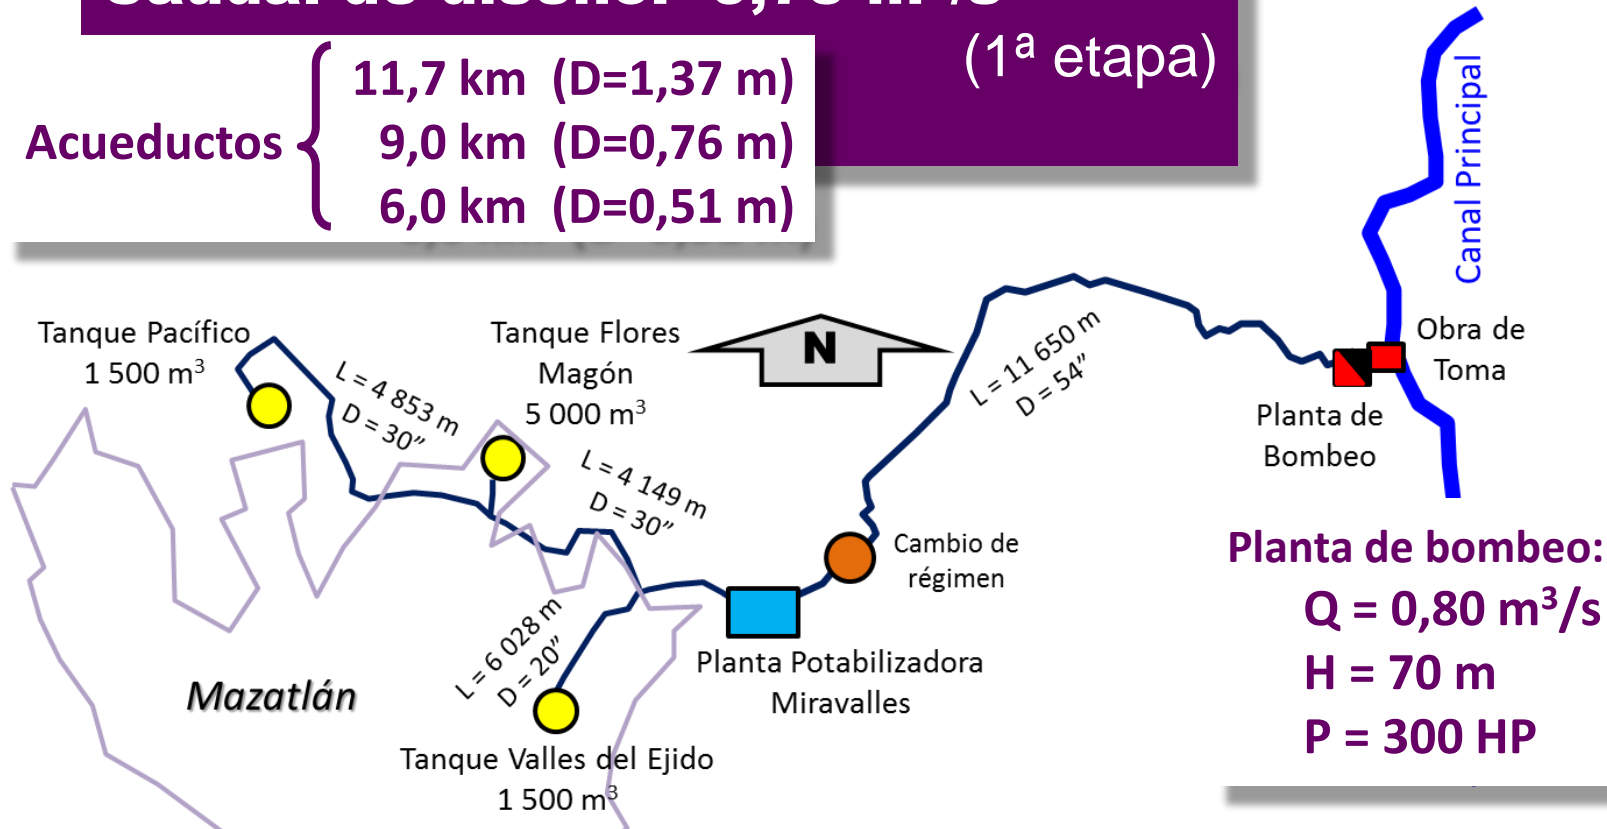 (1ª etapa)
Acueductos
11,7 km (D=1,37 m)
9,0 km (D=0,76 m)
6,0 km (D=0,51 m)
Canal Principal
Obra de
Toma
Planta de
Bombeo
L = 11 650 m
D = 54”
N
Tanque Pacífico
1 500 m³
L = 4 853 m
D = 30”
Tanque Flores
Magón
5 000 m³
L = 4 149 m
D = 30”
Cambio de
régimen
Planta Potabilizadora
Miravalles
L = 6 028 m
D = 20”
Mazatlán
Tanque Valles del Ejido
1 500 m³
Planta de bombeo:
Q = 0,80 m³/s
H = 70 m
P = 300 HP